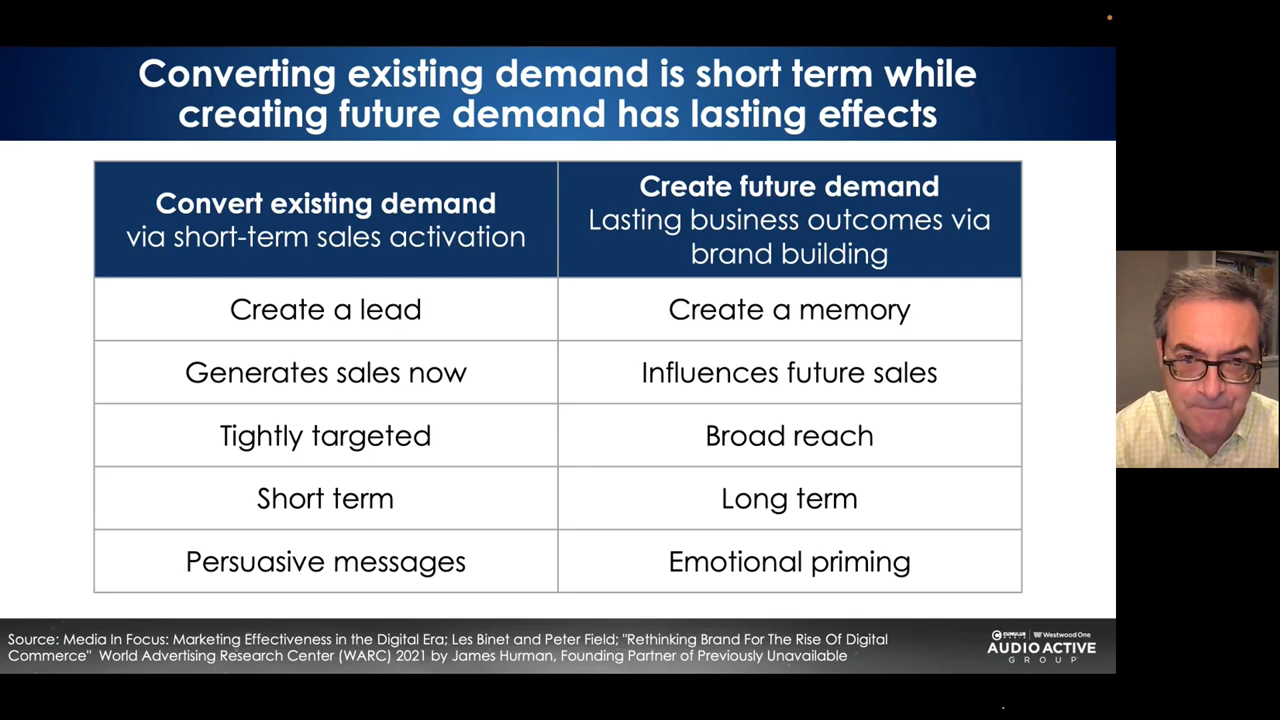 Converting existing demand is short term while
creating future demand has lasting effects
Convert existing demand
via short-term sales activation
Create future demand
Lasting business outcomes via
brand building
Create a lead
Create a memory
Generates sales now
Influences future sales
Tightly targeted
Broad reach
Short term
Long term
Persuasive messages
Emotional priming
Source: Media In Focus: Marketing Effectiveness in the Digital Era; Les Binet and Peter Field; "Rethinking Brand For The Rise Of Digital
Commerce" World Advertising Research Center (WARC) 2021 by James Hurman, Founding Partner of Previously Unavailable
CUMULUS MEDIA | Westwood One
AUDIO ACTIVE
GROUP